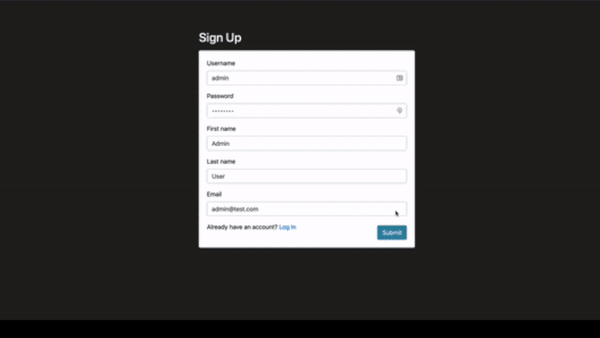 Sign Up
Username
admin
Password
••••••••
First name
Admin
Last name
User
Email
admin@test.com
Already have an account? Log In
Submit